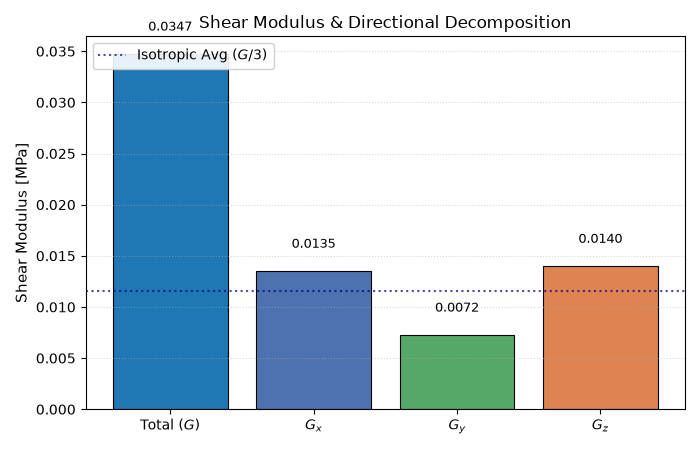 Shear Modulus & Directional Decomposition
0.0347
Isotropic Avg (G/3)
Shear Modulus [MPa]
0.035
0.030
0.025
0.020
0.015
0.010
0.005
0.000
0.0135
0.0072
0.0140
Total (G)
Gx
Gy
Gz